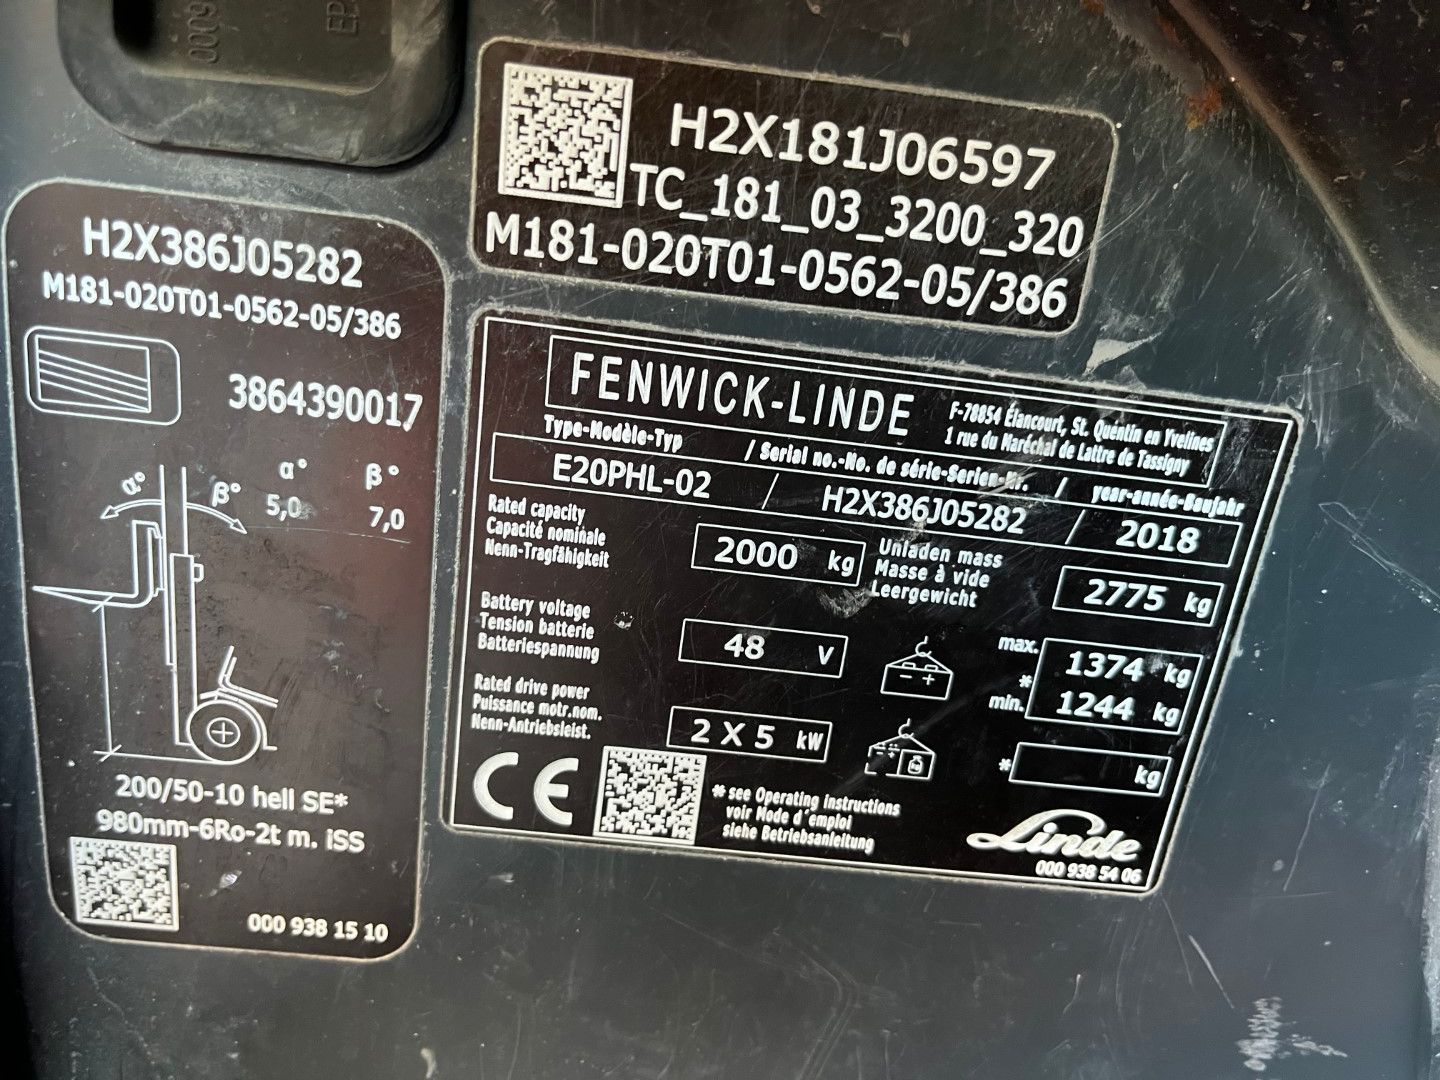 0009
H2X181J06597
TC_181_03_3200_320
M181-020T01-0562-05/386
H2X386J05282
M181-020T01-0562-05/386
3864390017
α° β° α° β°
5,0 7,0
200/50-10 hell SE*
980mm-6Ro-2t m. iSS
000 938 15 10
FENWICK-LINDE
F-78854 Élancourt, St. Quentin en Yvelines
1 rue du Maréchal de Lattre de Tassigny
Type-Modèle-Typ / Serial no.-No. de série-Serien-Nr. / year-année-Baujahr
E20PHL-02 / H2X386J05282 / 2018
Rated capacity
Capacité nominale
Nenn-Tragfähigkeit
2000 kg
Unladen mass
Masse à vide
Leergewicht
2775 kg
Battery voltage
Tension batterie
Batteriespannung
48 V
- +
max. 1374 kg
*
min. 1244 kg
Rated drive power
Puissance motr.nom.
Nenn-Antriebsleist.
2 X 5 kW
- +
* kg
CE
* see Operating Instructions
voir Mode d'emploi
siehe Betriebsanleitung
Linde
000 938 54 06